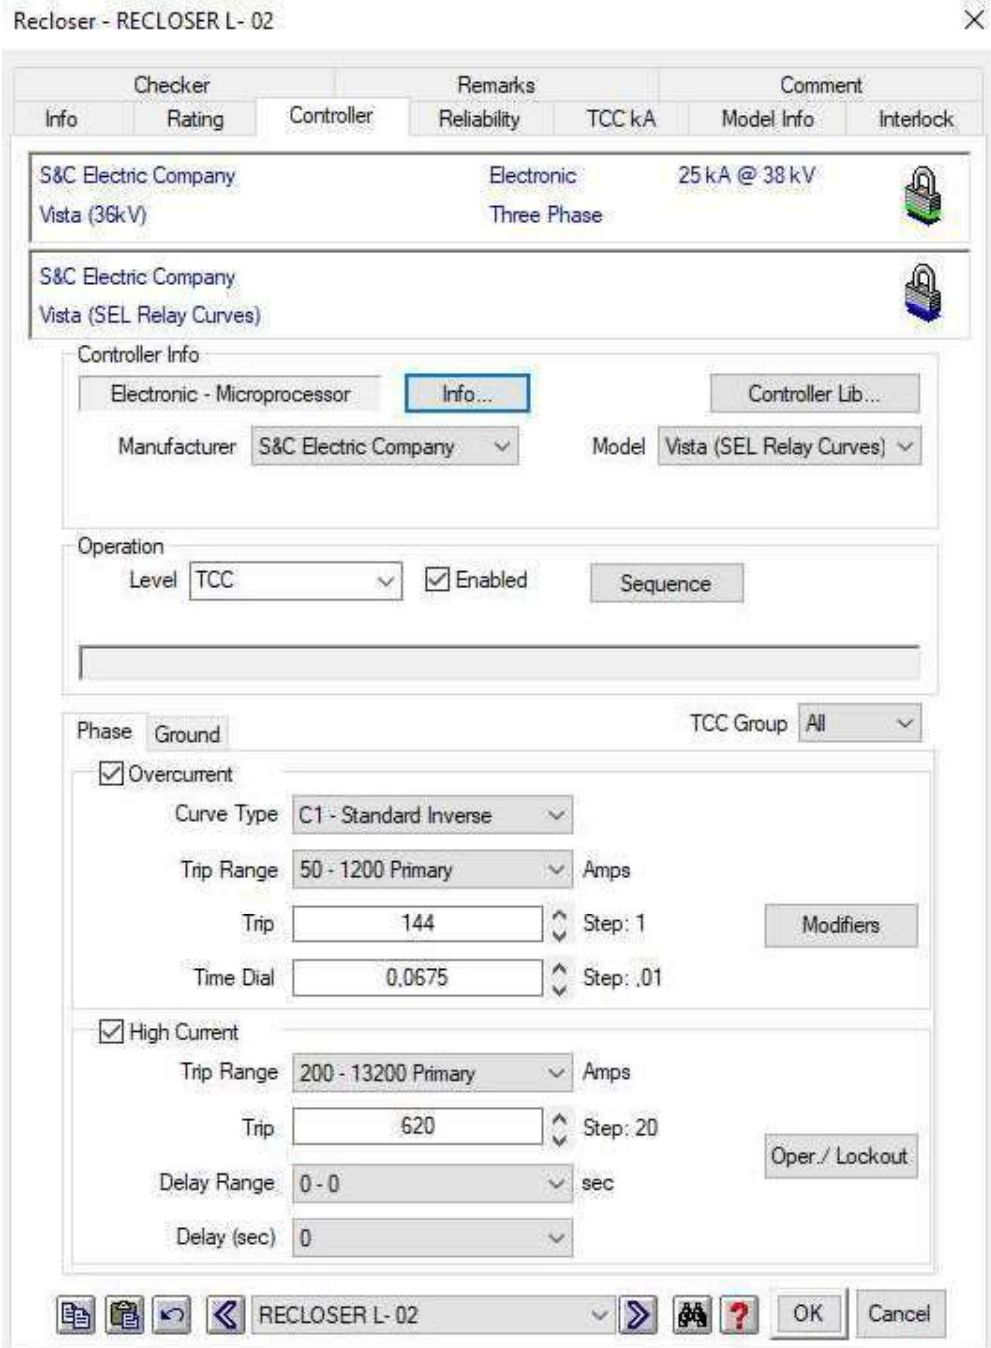 Recloser - RECLOSER L- 02
Checker Remarks Comment
Info Rating Controller Reliability TCC kA Model Info Interlock
S&C Electric Company Electronic 25 kA @ 38 kV
Vista (36kV) Three Phase
S&C Electric Company
Vista (SEL Relay Curves)
Controller Info
Electronic - Microprocessor Info... Controller Lib...
Manufacturer S&C Electric Company Model Vista (SEL Relay Curves)
Operation
Level TCC Enabled Sequence
Phase Ground TCC Group All
Overcurrent
Curve Type C1 - Standard Inverse
Trip Range 50 - 1200 Primary Amps
Trip 144 Step: 1 Modifiers
Time Dial 0,0675 Step: ,01
High Current
Trip Range 200 - 13200 Primary Amps
Trip 620 Step: 20
Oper./ Lockout
Delay Range 0 - 0 sec
Delay (sec) 0
RECLOSER L- 02 ? OK Cancel